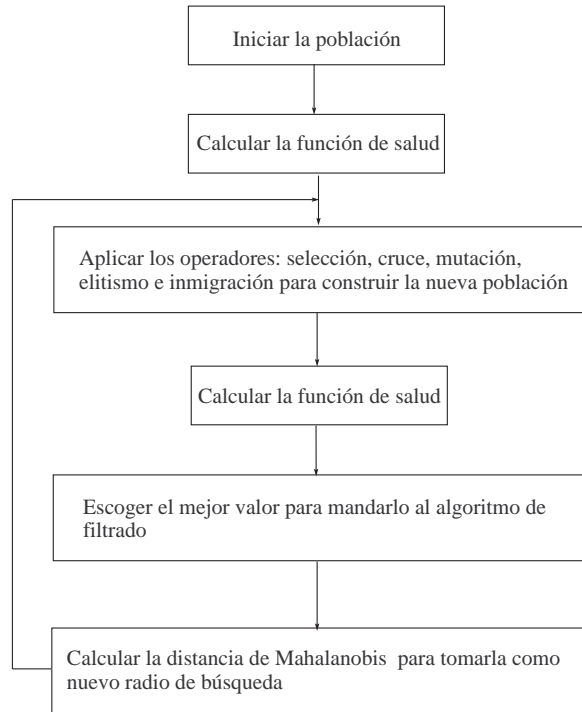 Iniciar la población
Calcular la función de salud
Aplicar los operadores: selección, cruce, mutación,
elitismo e inmigración para construir la nueva población
Calcular la función de salud
Escoger el mejor valor para mandarlo al algoritmo de
filtrado
Calcular la distancia de Mahalanobis para tomarla como
nuevo radio de búsqueda